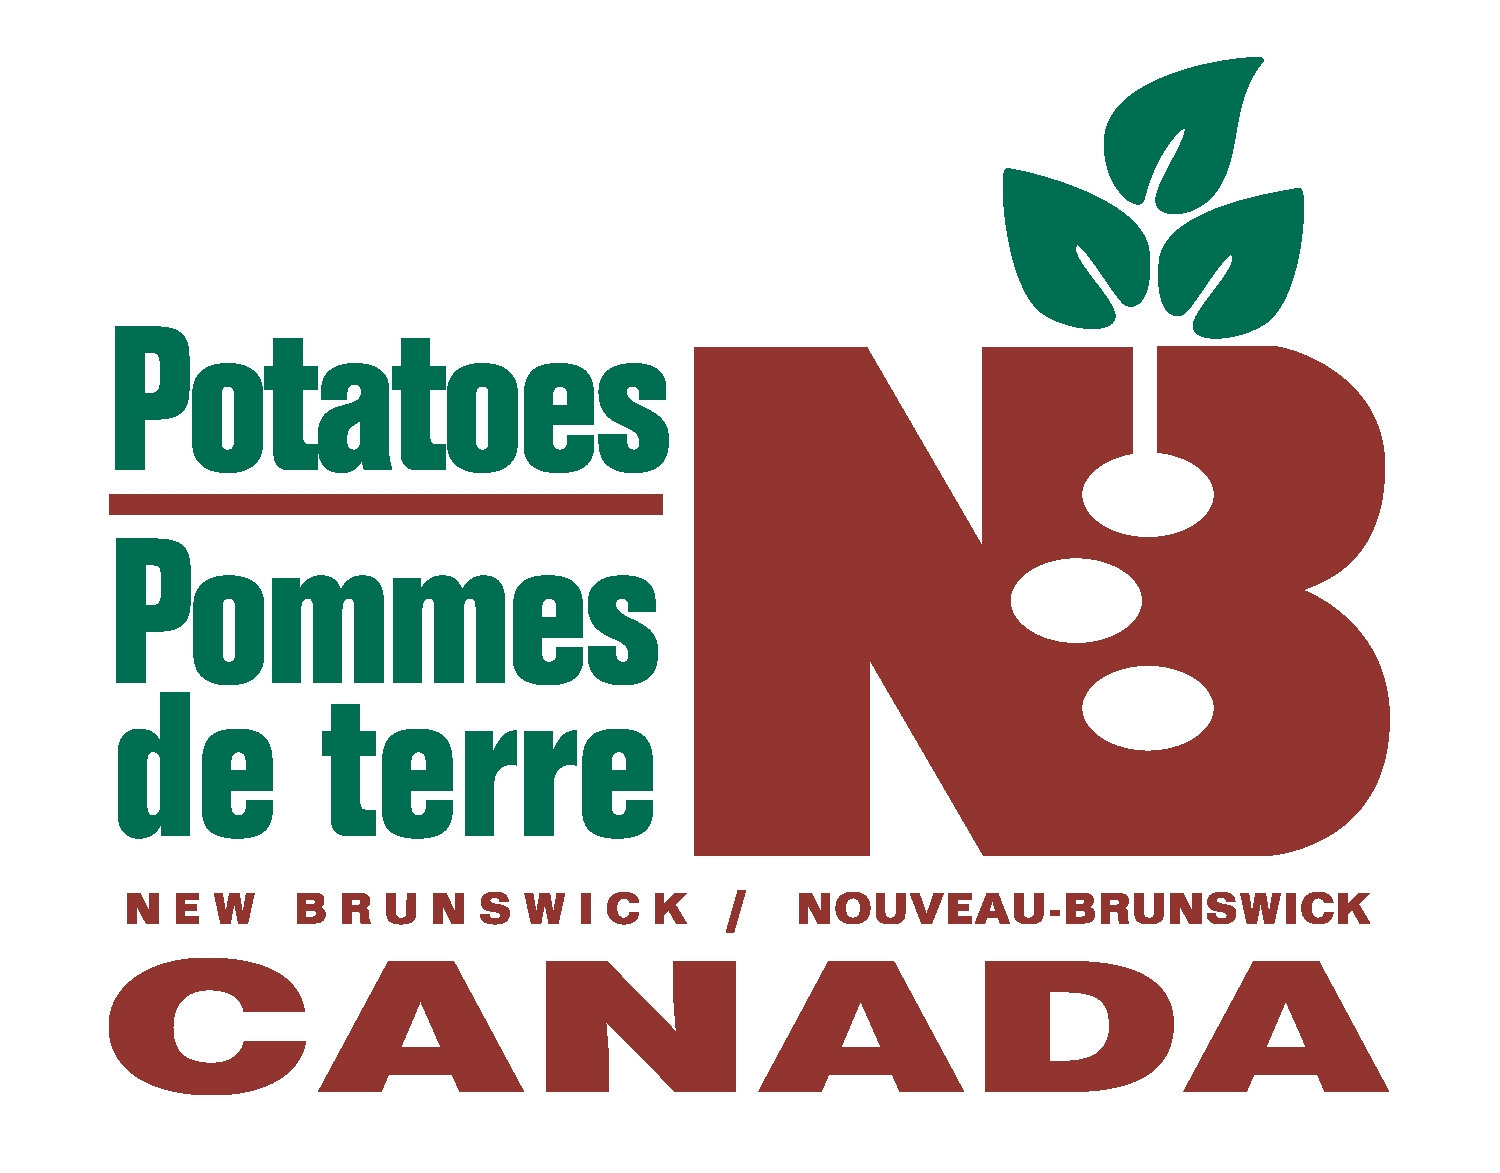 Potatoes
Pommes
de terre
NB
NEW BRUNSWICK / NOUVEAU-BRUNSWICK
CANADA